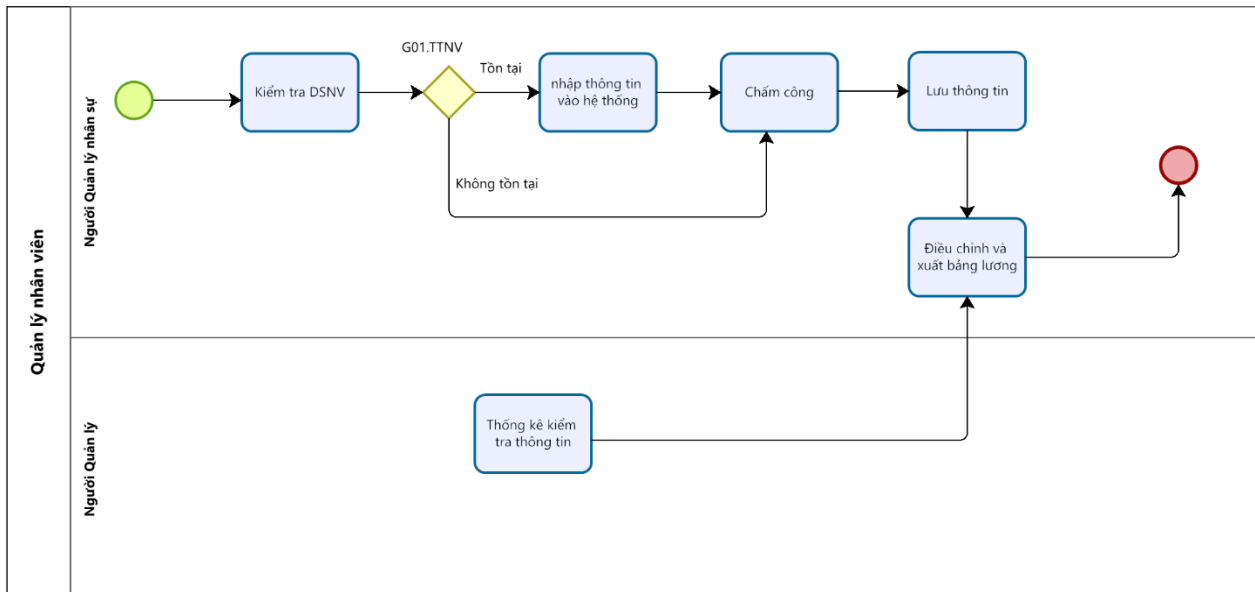 Quản lý nhân viên
Người Quản lý nhân sự
Kiểm tra DSNV
G01.TTNV
Tồn tại
Không tồn tại
nhập thông tin
vào hệ thống
Chấm công
Lưu thông tin
Điều chỉnh và
xuất bảng lương
Người Quản lý
Thống kê kiểm
tra thông tin